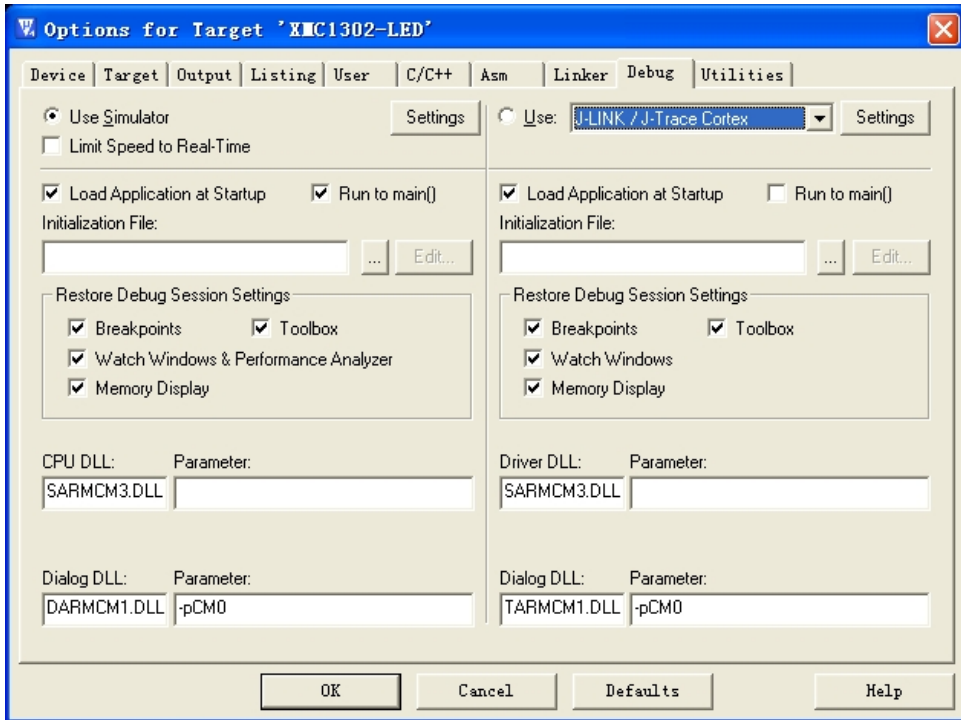 Options for Target 'XMC1302-LED'
Device Target Output Listing User C/C++ Asm Linker Debug Utilities
Use Simulator Settings Use: J-LINK / J-Trace Cortex Settings
Limit Speed to Real-Time
Load Application at Startup Run to main() Load Application at Startup Run to main()
Initialization File: Initialization File:
... Edit... ... Edit...
Restore Debug Session Settings Restore Debug Session Settings
Breakpoints Toolbox Breakpoints Toolbox
Watch Windows & Performance Analyzer Watch Windows
Memory Display Memory Display
CPU DLL: Parameter: Driver DLL: Parameter:
SARMCM3.DLL SARMCM3.DLL
Dialog DLL: Parameter: Dialog DLL: Parameter:
DARMCM1.DLL -pCM0 TARMCM1.DLL -pCM0
OK Cancel Defaults Help